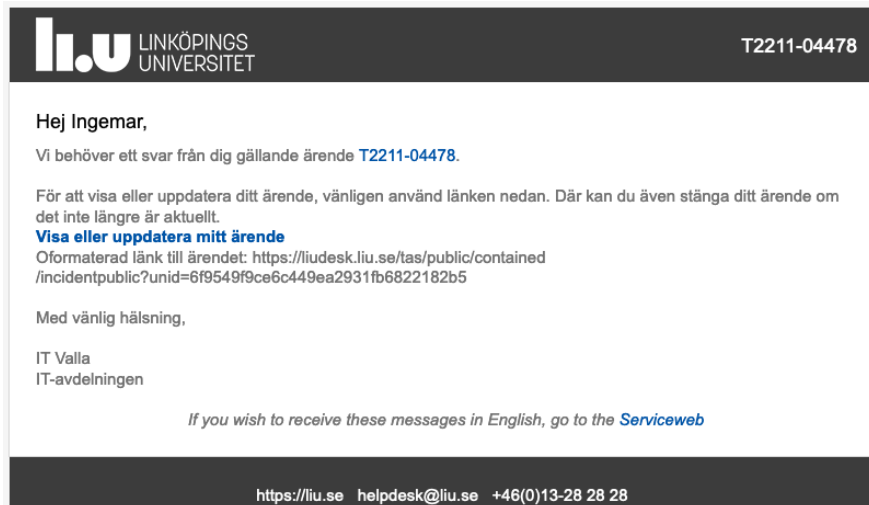 li.u LINKÖPINGS
UNIVERSITET
T2211-04478
Hej Ingemar,
Vi behöver ett svar från dig gällande ärende T2211-04478.
För att visa eller uppdatera ditt ärende, vänligen använd länken nedan. Där kan du även stänga ditt ärende om
det inte längre är aktuellt.
Visa eller uppdatera mitt ärende
Oformaterad länk till ärendet: https://liudesk.liu.se/tas/public/contained
/incidentpublic?unid=6f9549f9ce6c449ea2931fb6822182b5
Med vänlig hälsning,
IT Valla
IT-avdelningen
If you wish to receive these messages in English, go to the Serviceweb
https://liu.se helpdesk@liu.se +46(0)13-28 28 28